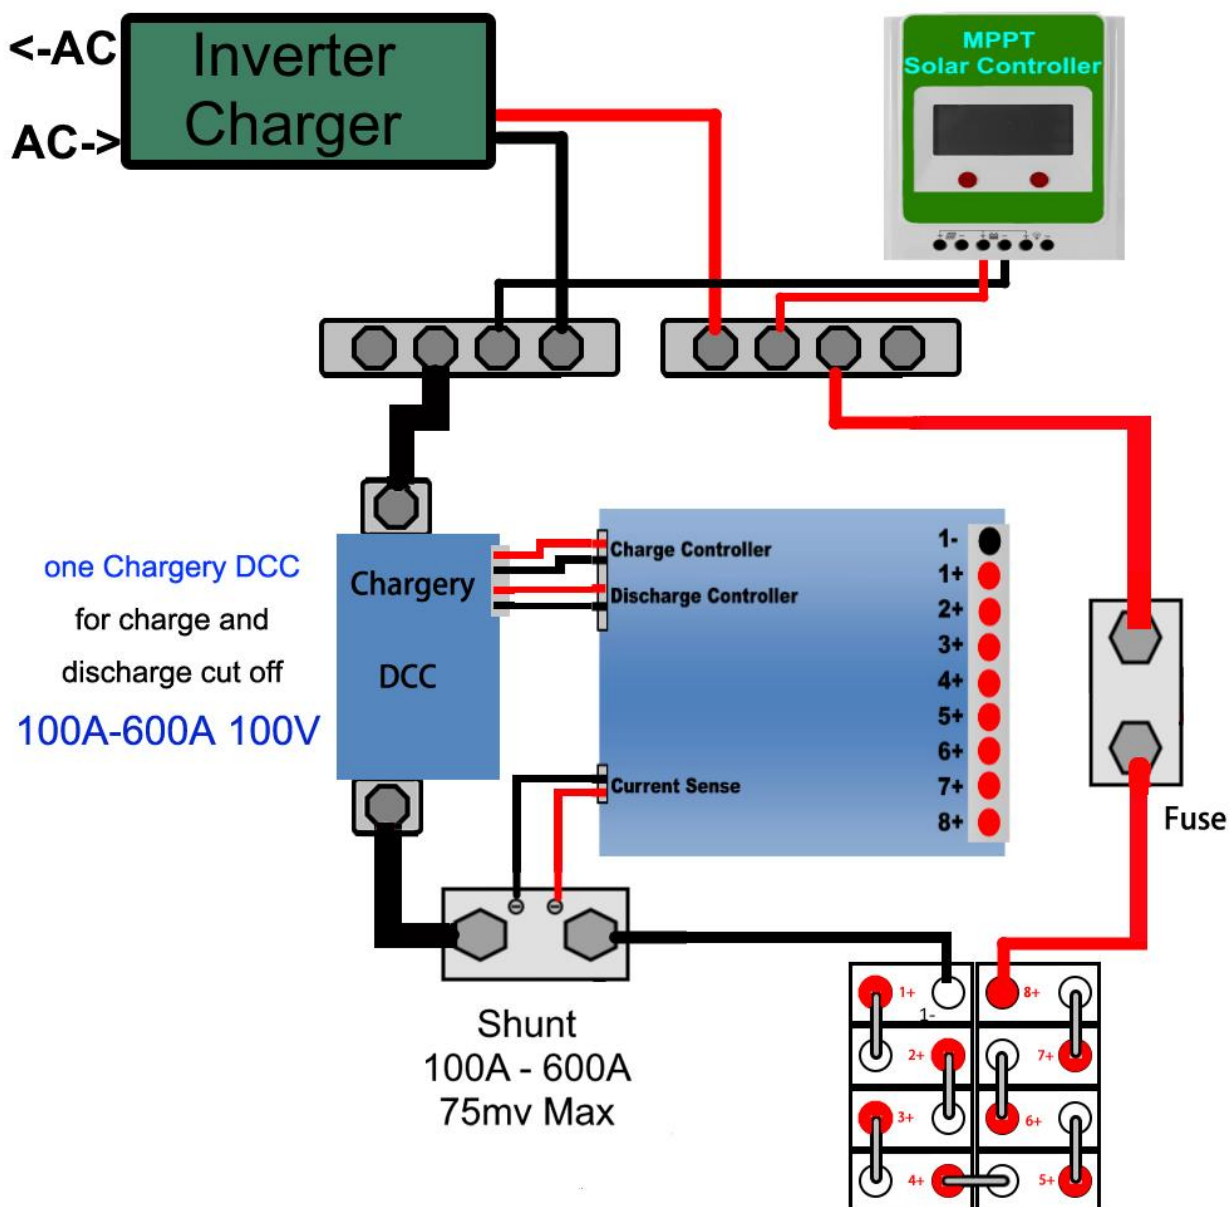 <-AC
AC->
Inverter
Charger
MPPT
Solar Controller
one Chargery DCC
for charge and
discharge cut off
100A-600A 100V
Chargery
DCC
Charge Controller
Discharge Controller
Current Sense
1-
1+
2+
3+
4+
5+
6+
7+
8+
Fuse
Shunt
100A - 600A
75mv Max
1+
1-
8+
2+
7+
3+
6+
4+
5+